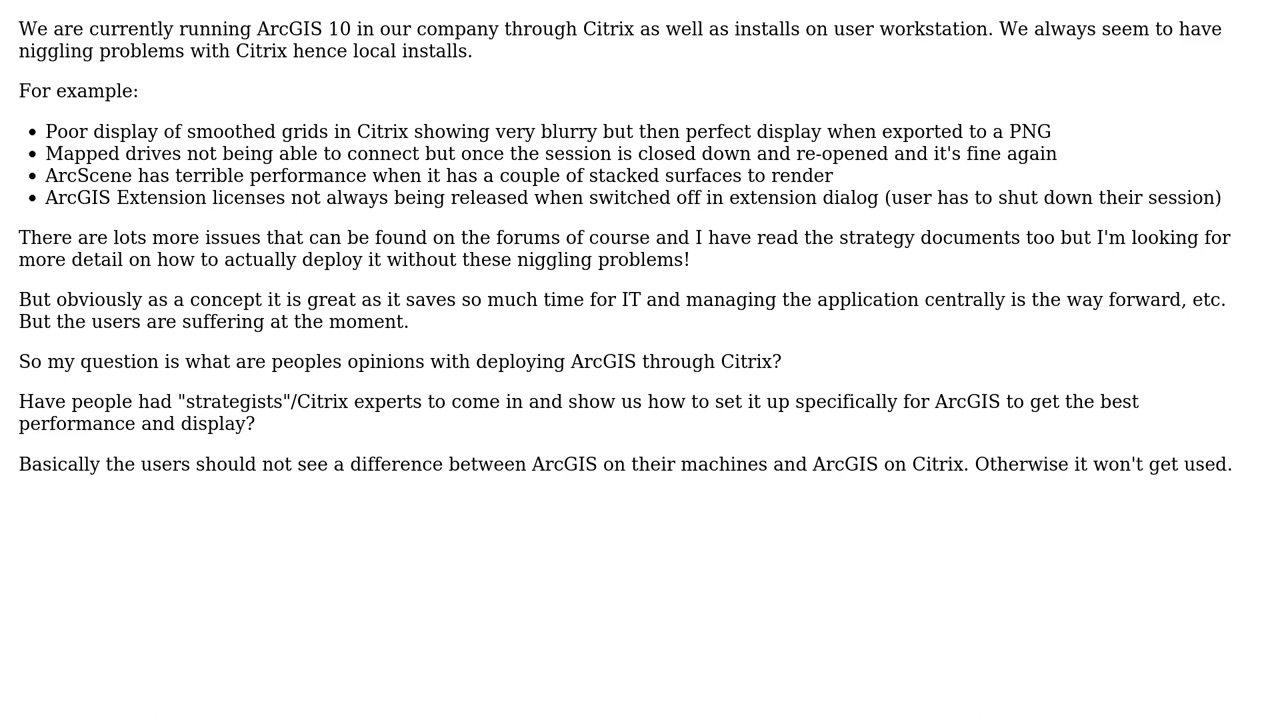 We are currently running ArcGIS 10 in our company through Citrix as well as installs on user workstation. We always seem to have
niggling problems with Citrix hence local installs.
For example:
• Poor display of smoothed grids in Citrix showing very blurry but then perfect display when exported to a PNG
• Mapped drives not being able to connect but once the session is closed down and re-opened and it's fine again
• ArcScene has terrible performance when it has a couple of stacked surfaces to render
• ArcGIS Extension licenses not always being released when switched off in extension dialog (user has to shut down their session)
There are lots more issues that can be found on the forums of course and I have read the strategy documents too but I'm looking for
more detail on how to actually deploy it without these niggling problems!
But obviously as a concept it is great as it saves so much time for IT and managing the application centrally is the way forward, etc.
But the users are suffering at the moment.
So my question is what are peoples opinions with deploying ArcGIS through Citrix?
Have people had "strategists"/Citrix experts to come in and show us how to set it up specifically for ArcGIS to get the best
performance and display?
Basically the users should not see a difference between ArcGIS on their machines and ArcGIS on Citrix. Otherwise it won't get used.